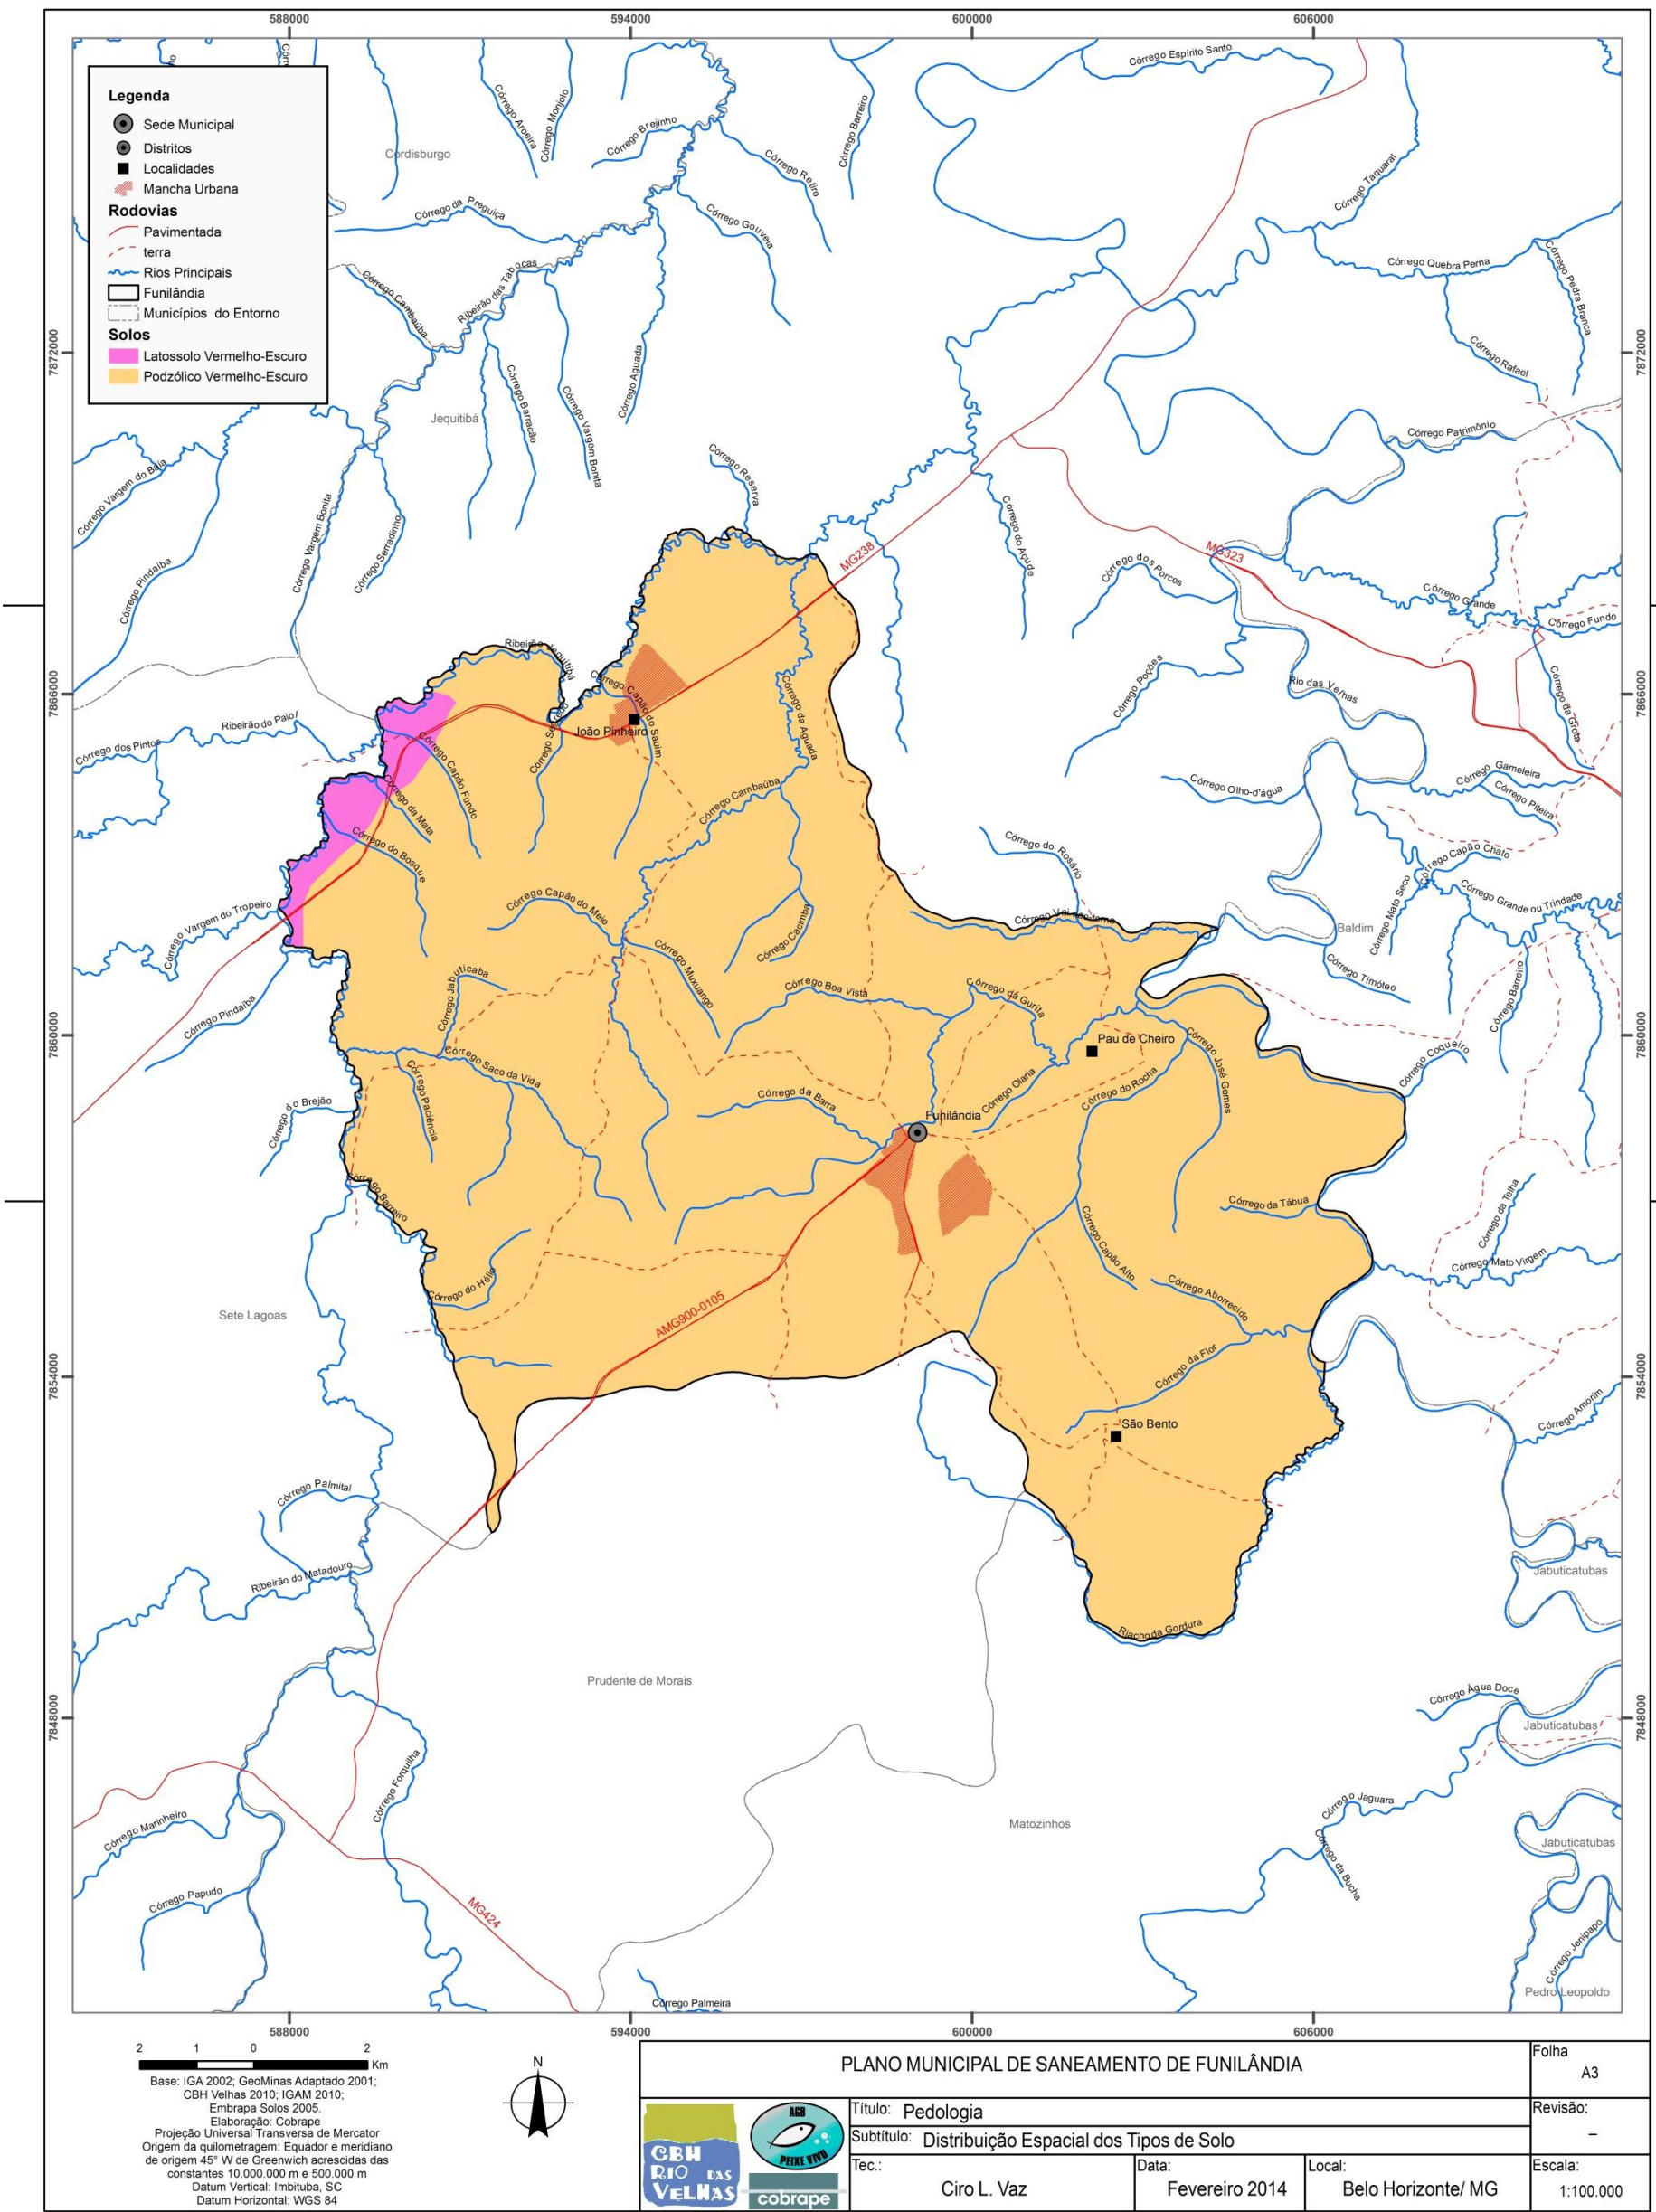 588000
594000
600000
606000
Legenda
Sede Municipal
Distritos
Localidades
Mancha Urbana
Rodovias
Pavimentada
terra
Rios Principais
Funilândia
Municípios do Entorno
Solos
Latossolo Vermelho-Escuro
Podzólico Vermelho-Escuro
Córrego Aroeira
Córrego Monjolo
Córrego Brejinho
Córrego Barreiro
Córrego Espírito Santo
Cordisburgo
Córrego Retiro
Córrego Taquaral
Córrego da Preguiça
Córrego Gouveia
Córrego Quebra Perna
Córrego Pedra Branca
Córrego Cambaúba
Ribeirão das Tabocas
7872000
7872000
Córrego Rafael
Córrego Aguada
Córrego Barracão
Córrego Vargem Bonita
Jequitibá
Córrego Patrimônio
Córrego Vargem do Baia
Córrego Reserva
Córrego Vargem Bonita
Córrego Serradinho
Córrego do Açude
Córrego Pindaíba
MG238
MG323
Córrego dos Porcos
Córrego Grande
Córrego Fundo
Ribeirão Jequitibá
Córrego Capão do Sauim
Córrego Poções
Rio das Velhas
Córrego da Grota
7866000
7866000
Ribeirão do Paiol
Córrego dos Pintos
João Pinheiro
Córrego da Aguada
Córrego Capão Fundo
Córrego da Mata
Córrego Cambaúba
Córrego Olho-d'água
Córrego Gameleira
Córrego Piteira
Córrego do Bosque
Córrego do Rosário
Córrego Capão Chato
Córrego Mato Seco
Córrego Grande ou Trindade
Córrego Vargem do Tropeiro
Córrego Capão do Meio
Córrego Cacimba
Córrego Vai não torna
Baldim
Córrego Muxuango
Córrego Timóteo
Córrego Barreiro
Córrego Jabuticaba
Córrego Boa Vista
Córrego da Gurita
Córrego Pindaíba
7860000
7860000
Pau de Cheiro
Córrego José Gomes
Córrego Coqueiro
Córrego Saco da Vida
Córrego Paciência
Córrego Olaria
Córrego do Rocha
Córrego da Barra
Córrego do Brejão
Funilândia
Córrego Barreiro
Córrego da Tábua
Córrego da Telha
Córrego Capão Alto
Córrego Mato Virgem
Córrego do Hélio
Córrego Aborrecido
Sete Lagoas
AMG900-0105
Córrego da Flor
7854000
7854000
São Bento
Córrego Amorim
Córrego Palmital
Ribeirão do Matadouro
Jabuticatubas
Riacho da Gordura
Prudente de Morais
Córrego Água Doce
7848000
7848000
Jabuticatubas
Córrego Forquilha
Córrego Jaguara
Córrego Marinheiro
Matozinhos
Jabuticatubas
Córrego da Bucha
Córrego Papudo
MG424
Córrego Jenipapo
Pedro Leopoldo
Córrego Palmeira
588000
594000
600000
606000
2 1 0 2
Km
Base: IGA 2002; GeoMinas Adaptado 2001;
CBH Velhas 2010; IGAM 2010;
Embrapa Solos 2005.
Elaboração: Cobrape
Projeção Universal Transversa de Mercator
Origem da quilometragem: Equador e meridiano
de origem 45° W de Greenwich acrescidas das
constantes 10.000.000 m e 500.000 m
Datum Vertical: Imbituba, SC
Datum Horizontal: WGS 84
N
PLANO MUNICIPAL DE SANEAMENTO DE FUNILÂNDIA
Folha
A3
CBH
RIO DAS
VELHAS
AGB
PEIXE VIVO
cobrape
Título: Pedologia
Revisão:
–
Subtítulo: Distribuição Espacial dos Tipos de Solo
Tec.:
Ciro L. Vaz
Data:
Fevereiro 2014
Local:
Belo Horizonte/ MG
Escala:
1:100.000